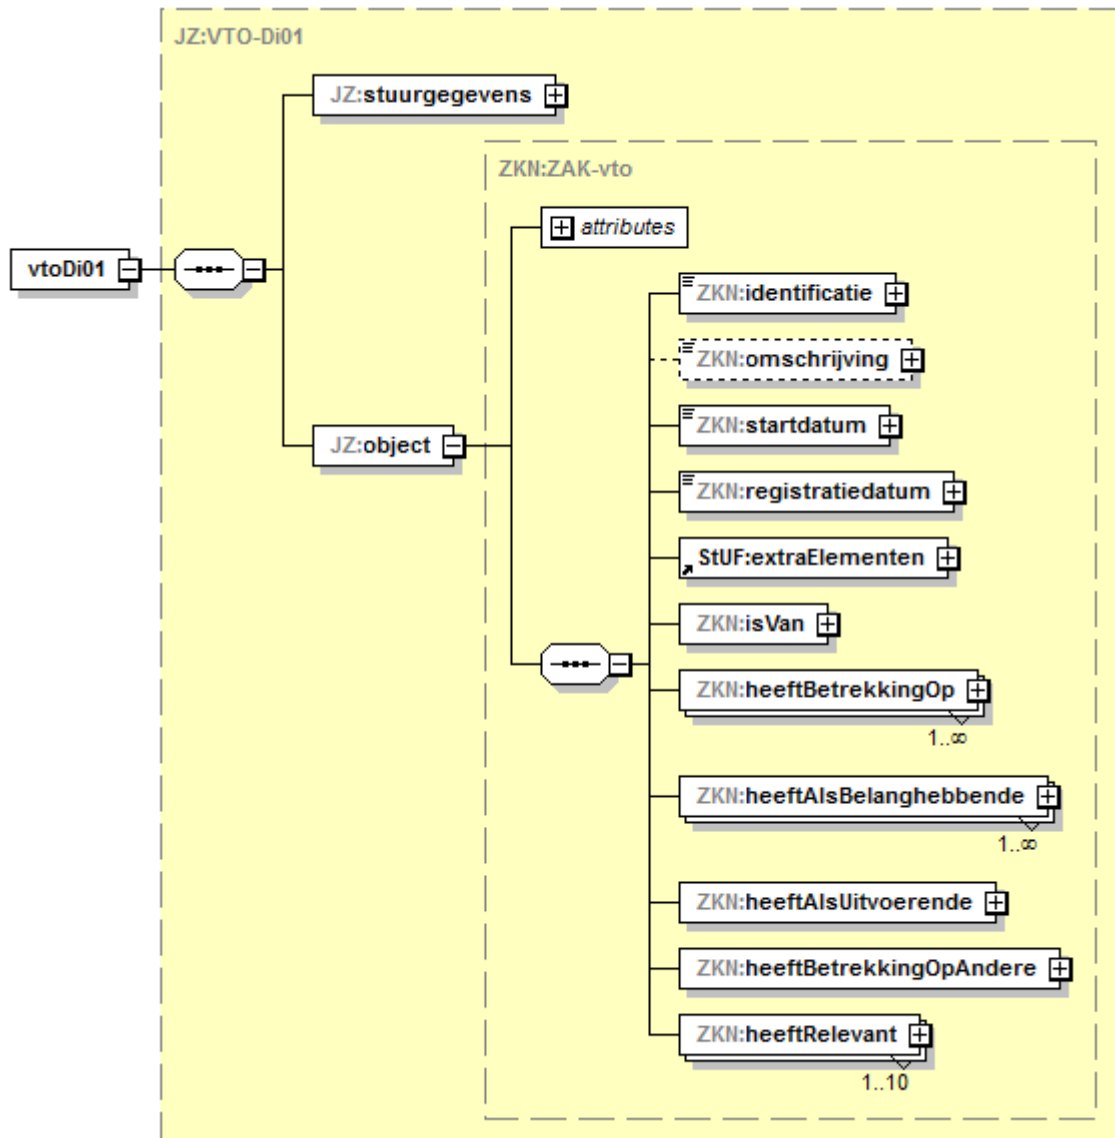 JZ:VTO-Di01
JZ:stuurgegevens
ZKN:ZAK-vto
attributes
vtoDi01
ZKN:identificatie
ZKN:omschrijving
ZKN:startdatum
JZ:object
ZKN:registratiedatum
StUF:extraElementen
ZKN:isVan
ZKN:heeftBetrekkingOp
1..∞
ZKN:heeftAlsBelanghebbende
1..∞
ZKN:heeftAlsUitvoerende
ZKN:heeftBetrekkingOpAndere
ZKN:heeftRelevant
1..10